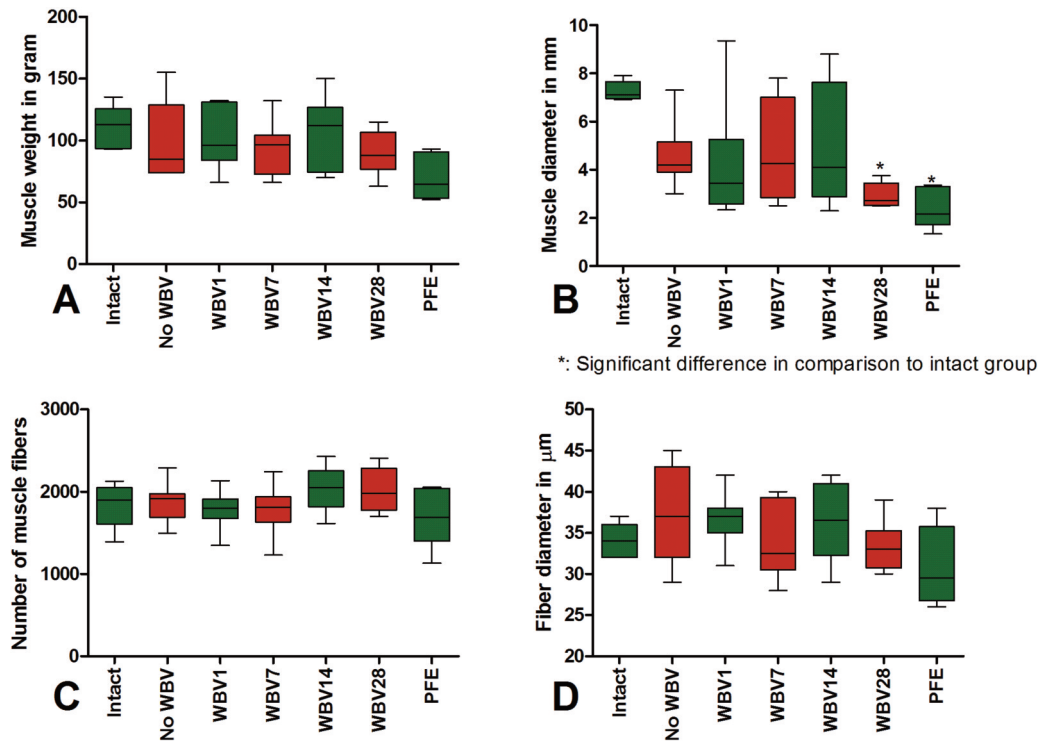 A
Muscle weight in gram
200
150
100
50
0
Intact
No WBV
WBV1
WBV7
WBV14
WBV28
PFE
B
Muscle diameter in mm
10
8
6
4
2
0
* *
Intact
No WBV
WBV1
WBV7
WBV14
WBV28
PFE
*: Significant difference in comparison to intact group
C
Number of muscle fibers
3000
2000
1000
0
Intact
No WBV
WBV1
WBV7
WBV14
WBV28
PFE
D
Fiber diameter in μm
50
45
40
35
30
25
20
Intact
No WBV
WBV1
WBV7
WBV14
WBV28
PFE